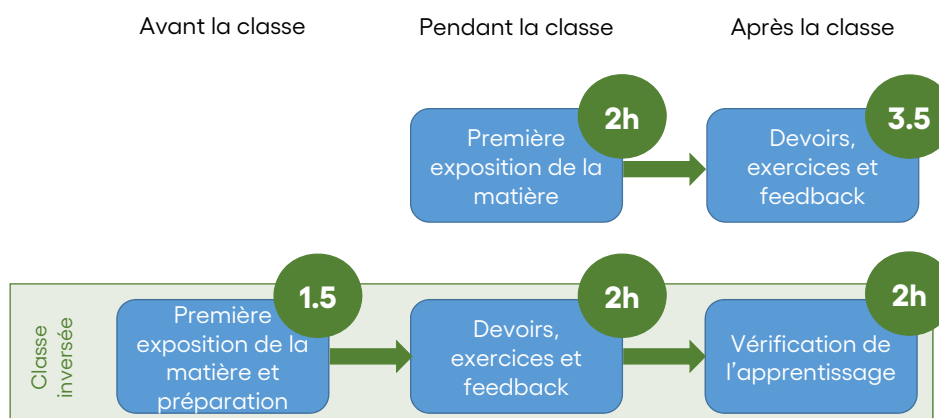 Avant la classe
Pendant la classe
Après la classe
2h
Première
exposition de la
matière
3.5
Devoirs,
exercices et
feedback
Classe
inversée
1.5
Première
exposition de la
matière et
préparation
2h
Devoirs,
exercices et
feedback
2h
Vérification de
l'apprentissage